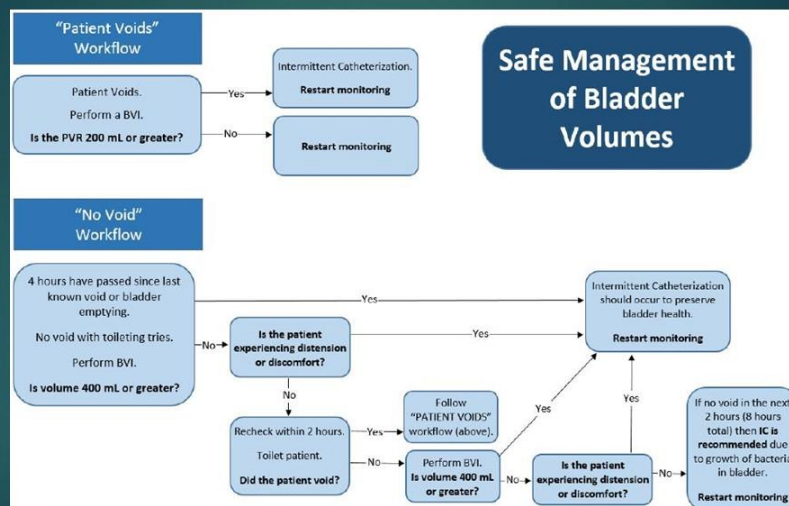 “Patient Voids”
Workflow
Patient Voids.
Perform a BVI.
Is the PVR 200 mL or greater?
Yes
Intermittent Catheterization.
Restart monitoring
No
Restart monitoring
Safe Management
of Bladder
Volumes
“No Void”
Workflow
4 hours have passed since last
known void or bladder
emptying.
No void with toileting tries.
Perform BVI.
Is volume 400 mL or greater?
Yes
Intermittent Catheterization
should occur to preserve
bladder health.
Restart monitoring
No
Is the patient
experiencing distension
or discomfort?
Yes
No
Recheck within 2 hours.
Toilet patient.
Did the patient void?
Yes
Follow
“PATIENT VOIDS”
workflow (above).
No
Perform BVI.
Is volume 400 mL
or greater?
Yes
No
Is the patient
experiencing distension
or discomfort?
Yes
No
If no void in the next
2 hours (8 hours
total) then IC is
recommended due
to growth of bacteria
in bladder.
Restart monitoring